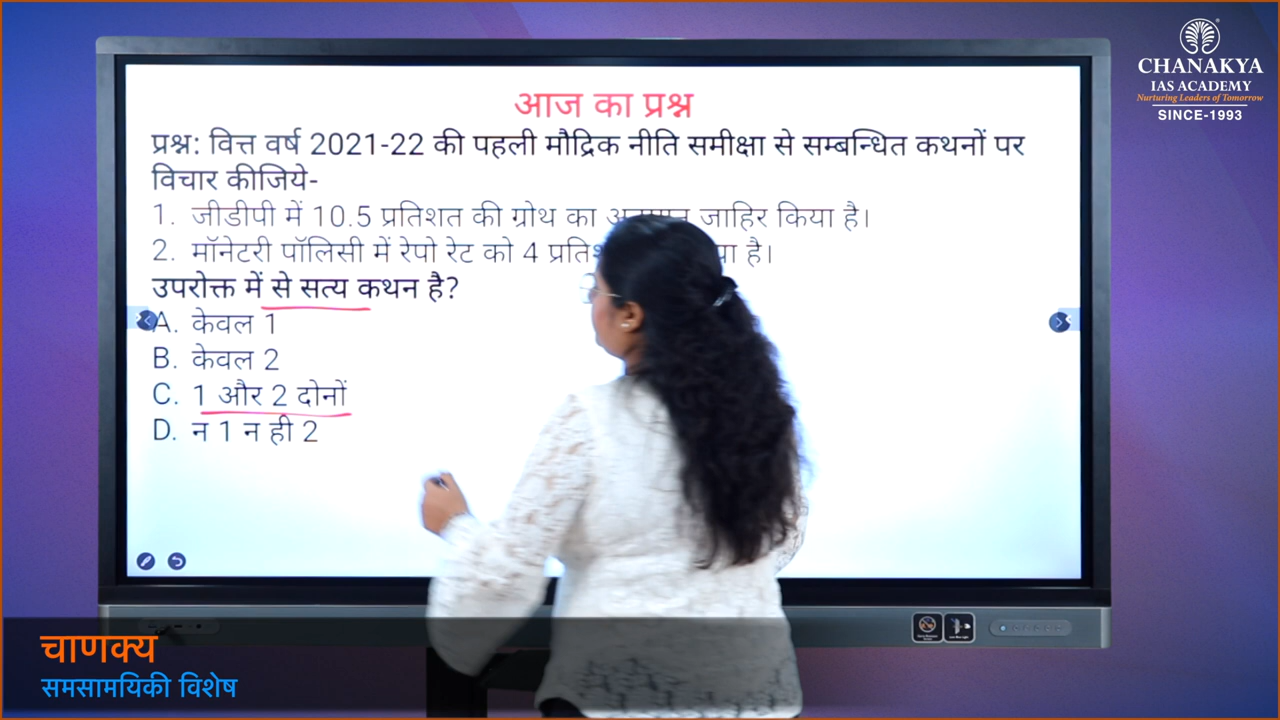 CHANAKYA
IAS ACADEMY
Nurturing Leaders of Tomorrow
SINCE-1993
आज का प्रश्न
प्रश्न: वित्त वर्ष 2021-22 की पहली मौद्रिक नीति समीक्षा से सम्बन्धित कथनों पर
विचार कीजिये-
1. जीडीपी में 10.5 प्रतिशत की ग्रोथ का जाहिर किया है।
2. मॉनेटरी पॉलिसी में रेपो रेट को 4 है।
उपरोक्त में से सत्य कथन है?
A. केवल 1
B. केवल 2
C. 1 और 2 दोनों
D. न 1 न ही 2
चाणक्य
समसामयिकी विशेष